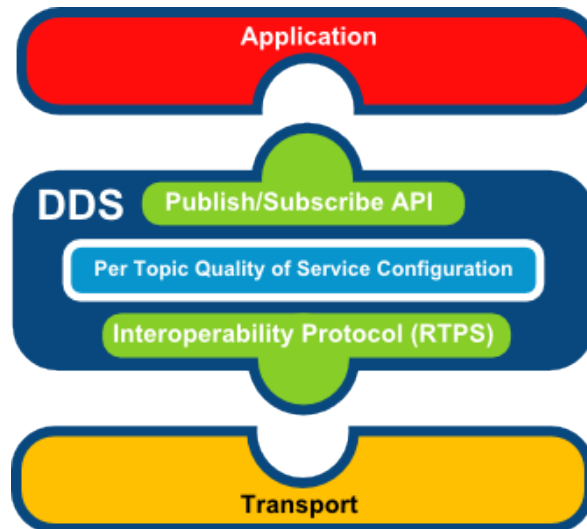 Application
DDS
Publish/Subscribe API
Per Topic Quality of Service Configuration
Interoperability Protocol (RTPS)
Transport